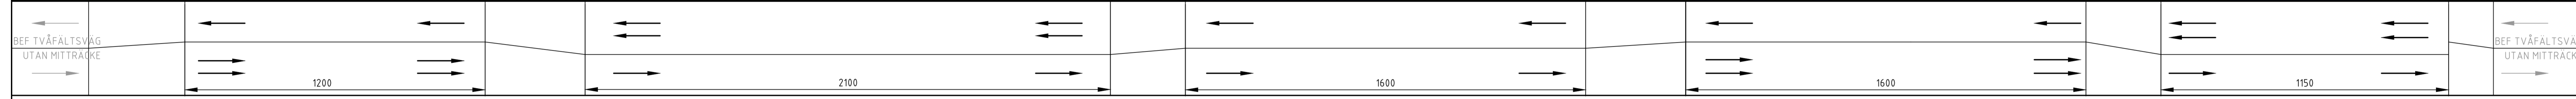 BEF TVÅFÄLTSVÄG
UTAN MITTRÄCKE
1200
2100
1600
1600
1150
BEF TVÅFÄLTSVÄ
UTAN MITTRÄCK